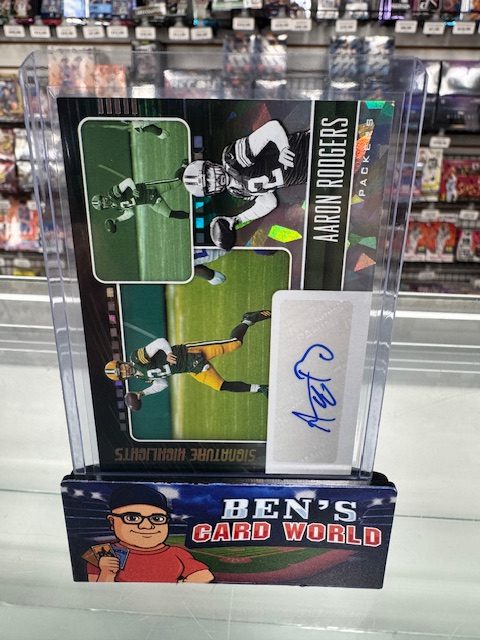 AARON RODGERS
PACKERS
SIGNATURE HIGHLIGHTS
BEN'S
CARD WORLD